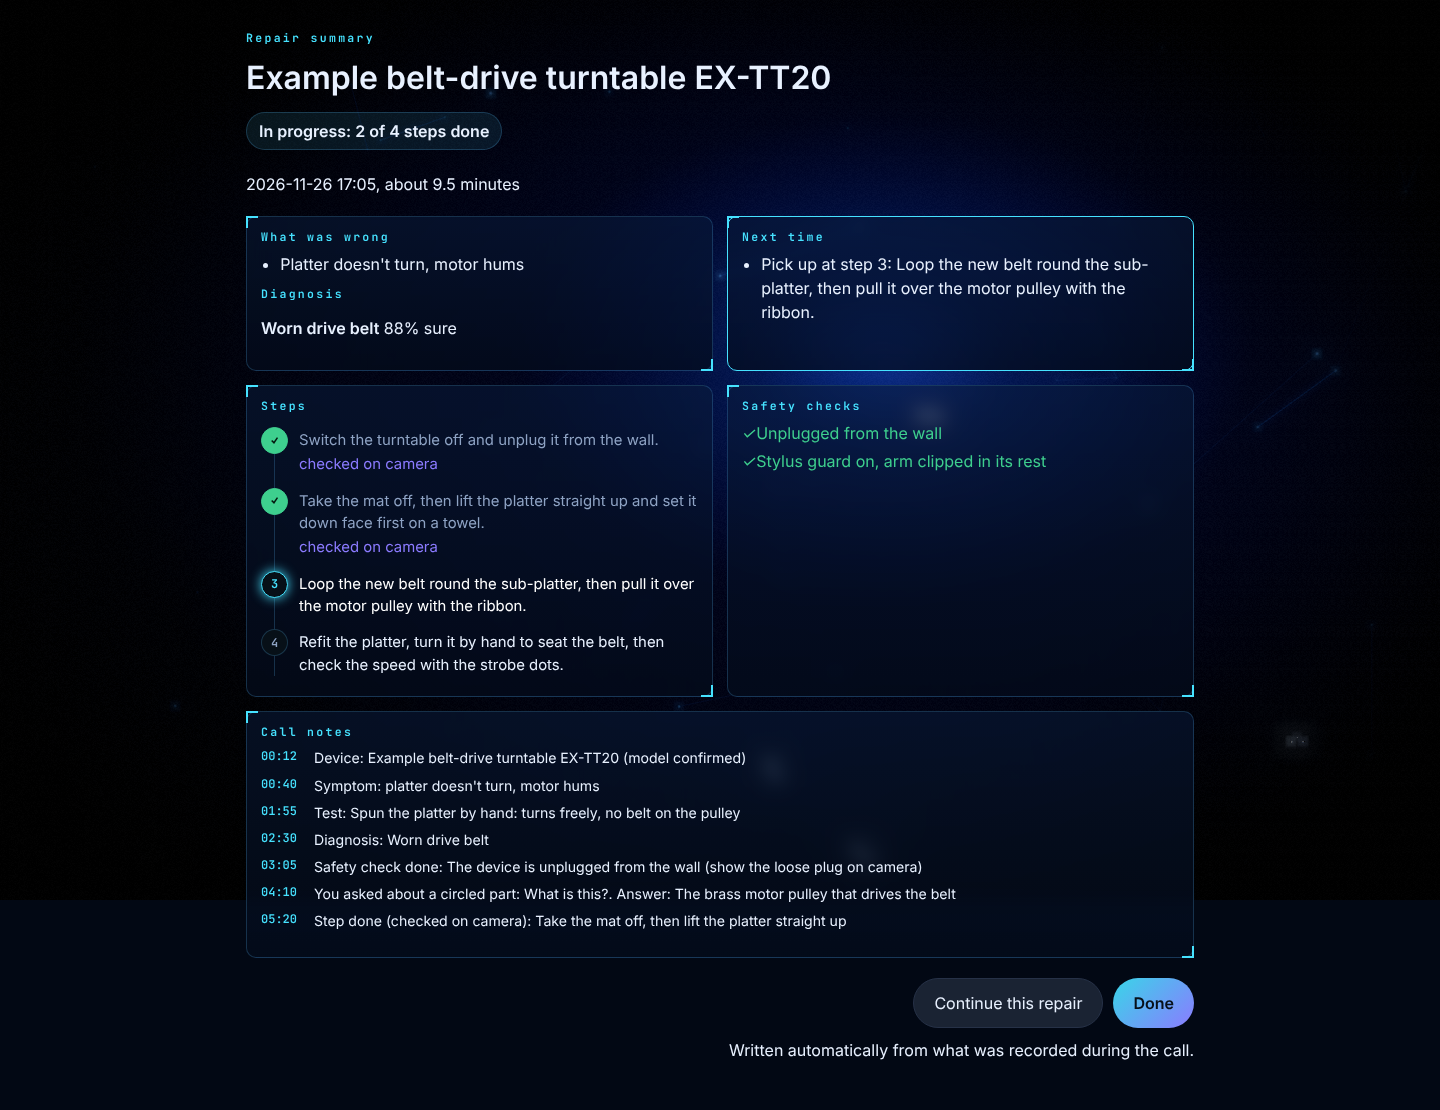 Repair summary
Example belt-drive turntable EX-TT20
In progress: 2 of 4 steps done
2026-11-26 17:05, about 9.5 minutes
What was wrong
• Platter doesn't turn, motor hums
Diagnosis
Worn drive belt 88% sure
Next time
• Pick up at step 3: Loop the new belt round the sub-
platter, then pull it over the motor pulley with the
ribbon.
Steps
✓ Switch the turntable off and unplug it from the wall.
checked on camera
✓ Take the mat off, then lift the platter straight up and set it
down face first on a towel.
checked on camera
3 Loop the new belt round the sub-platter, then pull it over
the motor pulley with the ribbon.
4 Refit the platter, turn it by hand to seat the belt, then
check the speed with the strobe dots.
Safety checks
✓Unplugged from the wall
✓Stylus guard on, arm clipped in its rest
Call notes
00:12 Device: Example belt-drive turntable EX-TT20 (model confirmed)
00:40 Symptom: platter doesn't turn, motor hums
01:55 Test: Spun the platter by hand: turns freely, no belt on the pulley
02:30 Diagnosis: Worn drive belt
03:05 Safety check done: The device is unplugged from the wall (show the loose plug on camera)
04:10 You asked about a circled part: What is this?. Answer: The brass motor pulley that drives the belt
05:20 Step done (checked on camera): Take the mat off, then lift the platter straight up
Continue this repair
Done
Written automatically from what was recorded during the call.